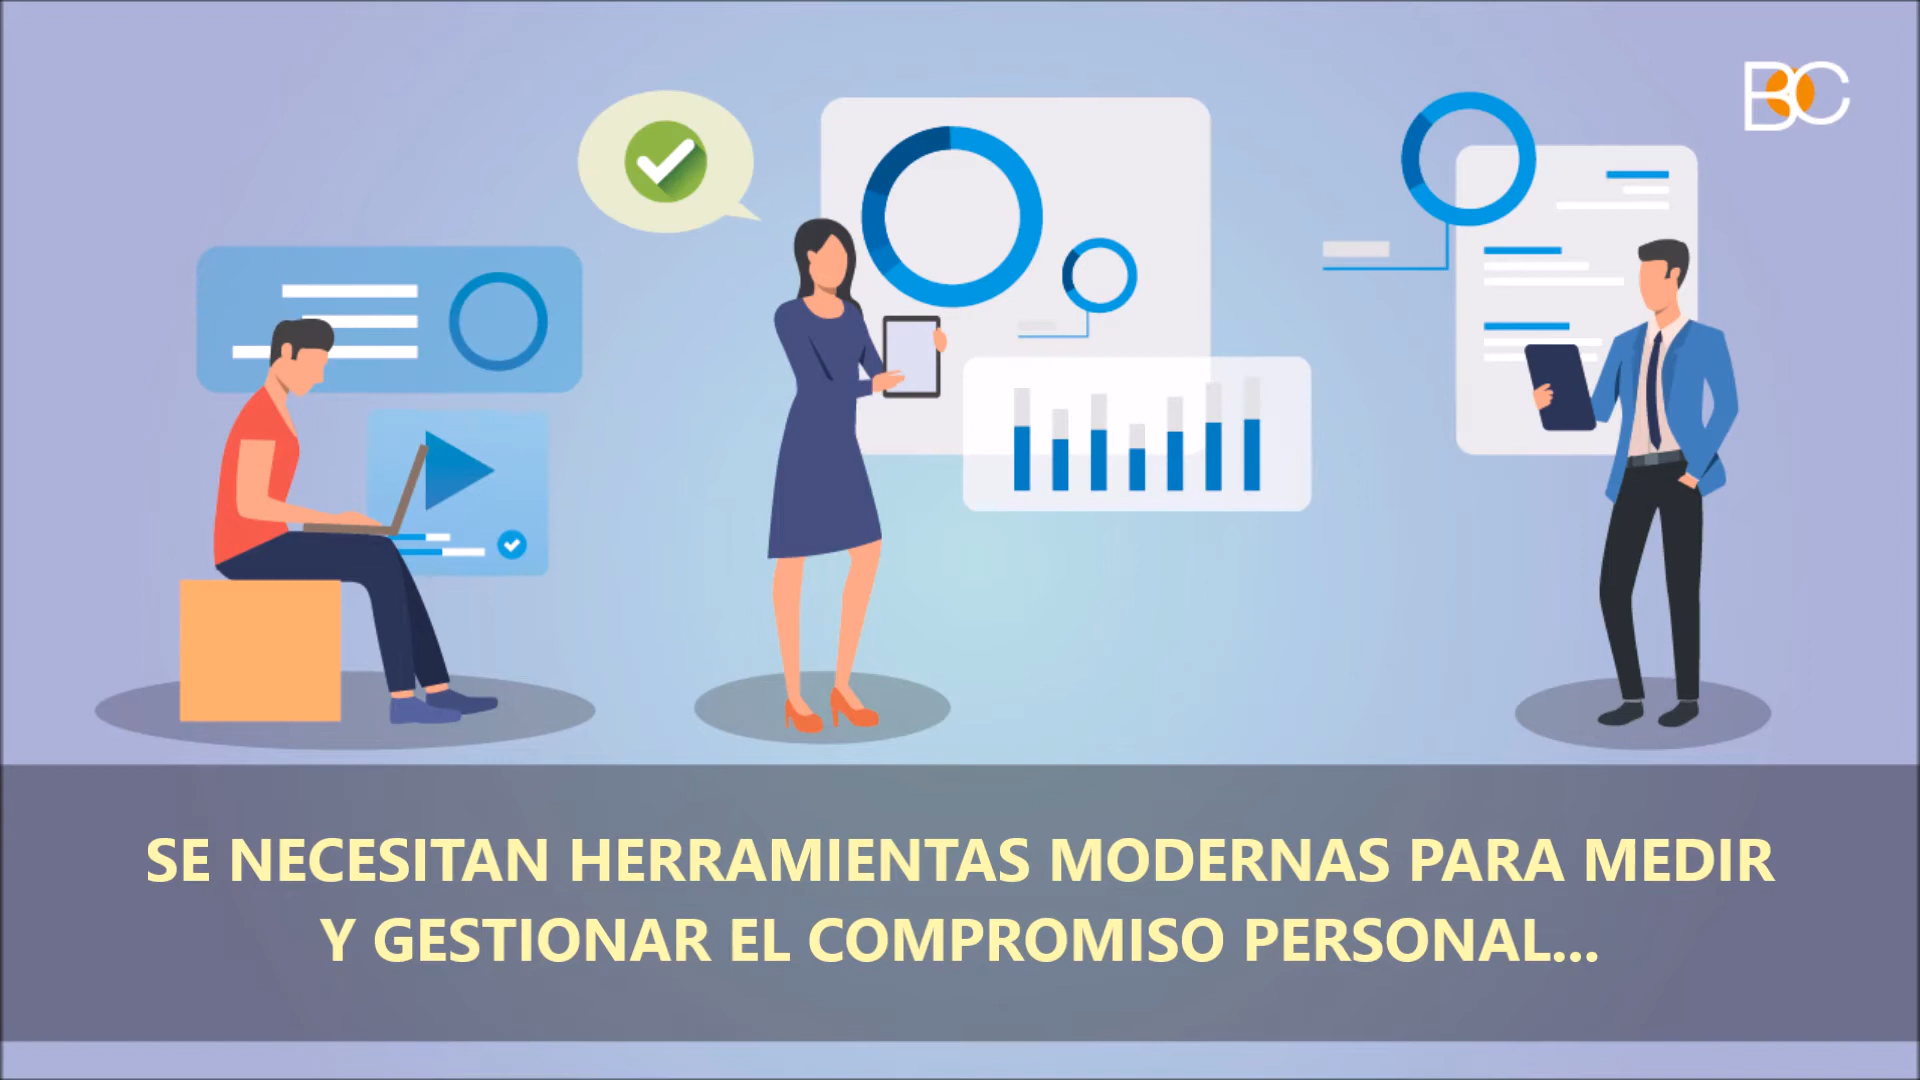 BC
SE NECESITAN HERRAMIENTAS MODERNAS PARA MEDIR
Y GESTIONAR EL COMPROMISO PERSONAL...